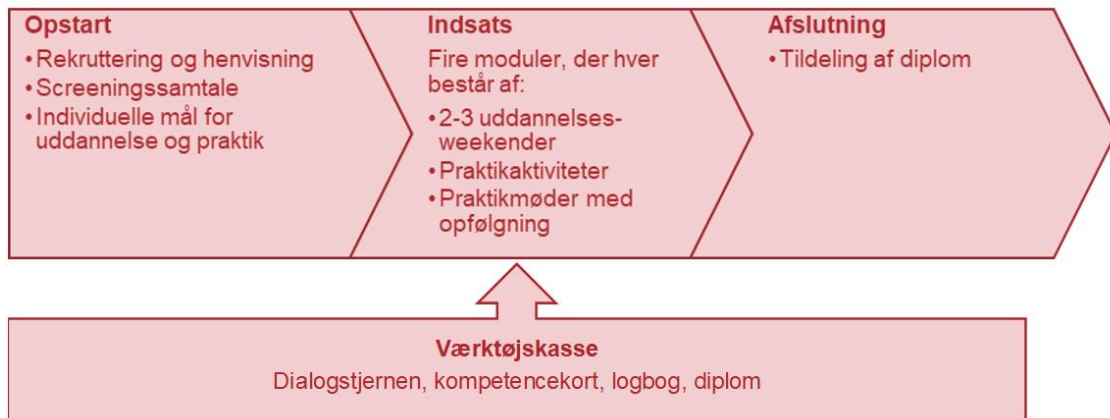 Opstart
•Rekruttering og henvisning
•Screeningssamtale
•Individuelle mål for
uddannelse og praktik
Indsats
Fire moduler, der hver
består af:
•2-3 uddannelses-
weekender
•Praktikaktiviteter
•Praktikmøder med
opfølgning
Afslutning
•Tildeling af diplom
Værktøjskasse
Dialogstjernen, kompetencekort, logbog, diplom